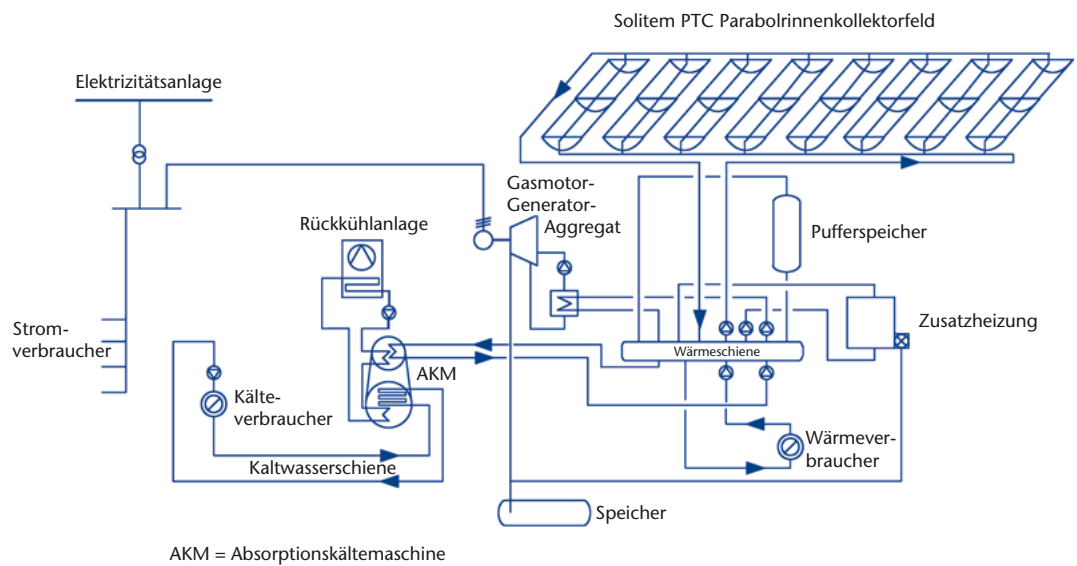 Solitem PTC Parabolrinnenkollektorfeld
Elektrizitätsanlage
Gasmotor-
Generator-
Aggregat
Rückkühlanlage
Pufferspeicher
Strom-
verbraucher
Zusatzheizung
Wärmeschiene
AKM
Kälte-
verbraucher
Wärmever-
braucher
Kaltwasserschiene
Speicher
AKM = Absorptionskältemaschine